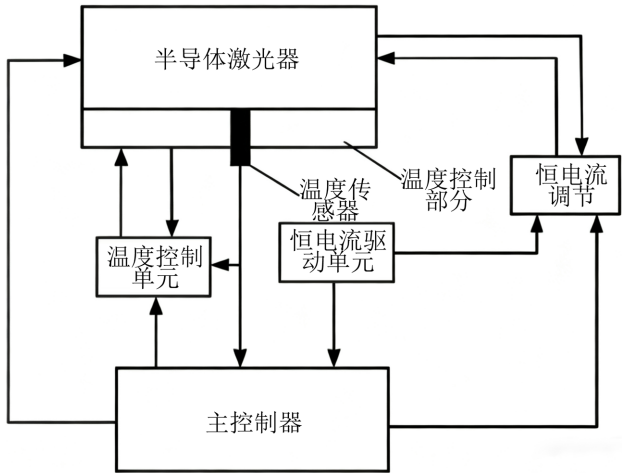 半导体激光器
温度传
感器
温度控制
部分
恒电流
调节
温度控制
单元
恒电流驱
动单元
主控制器